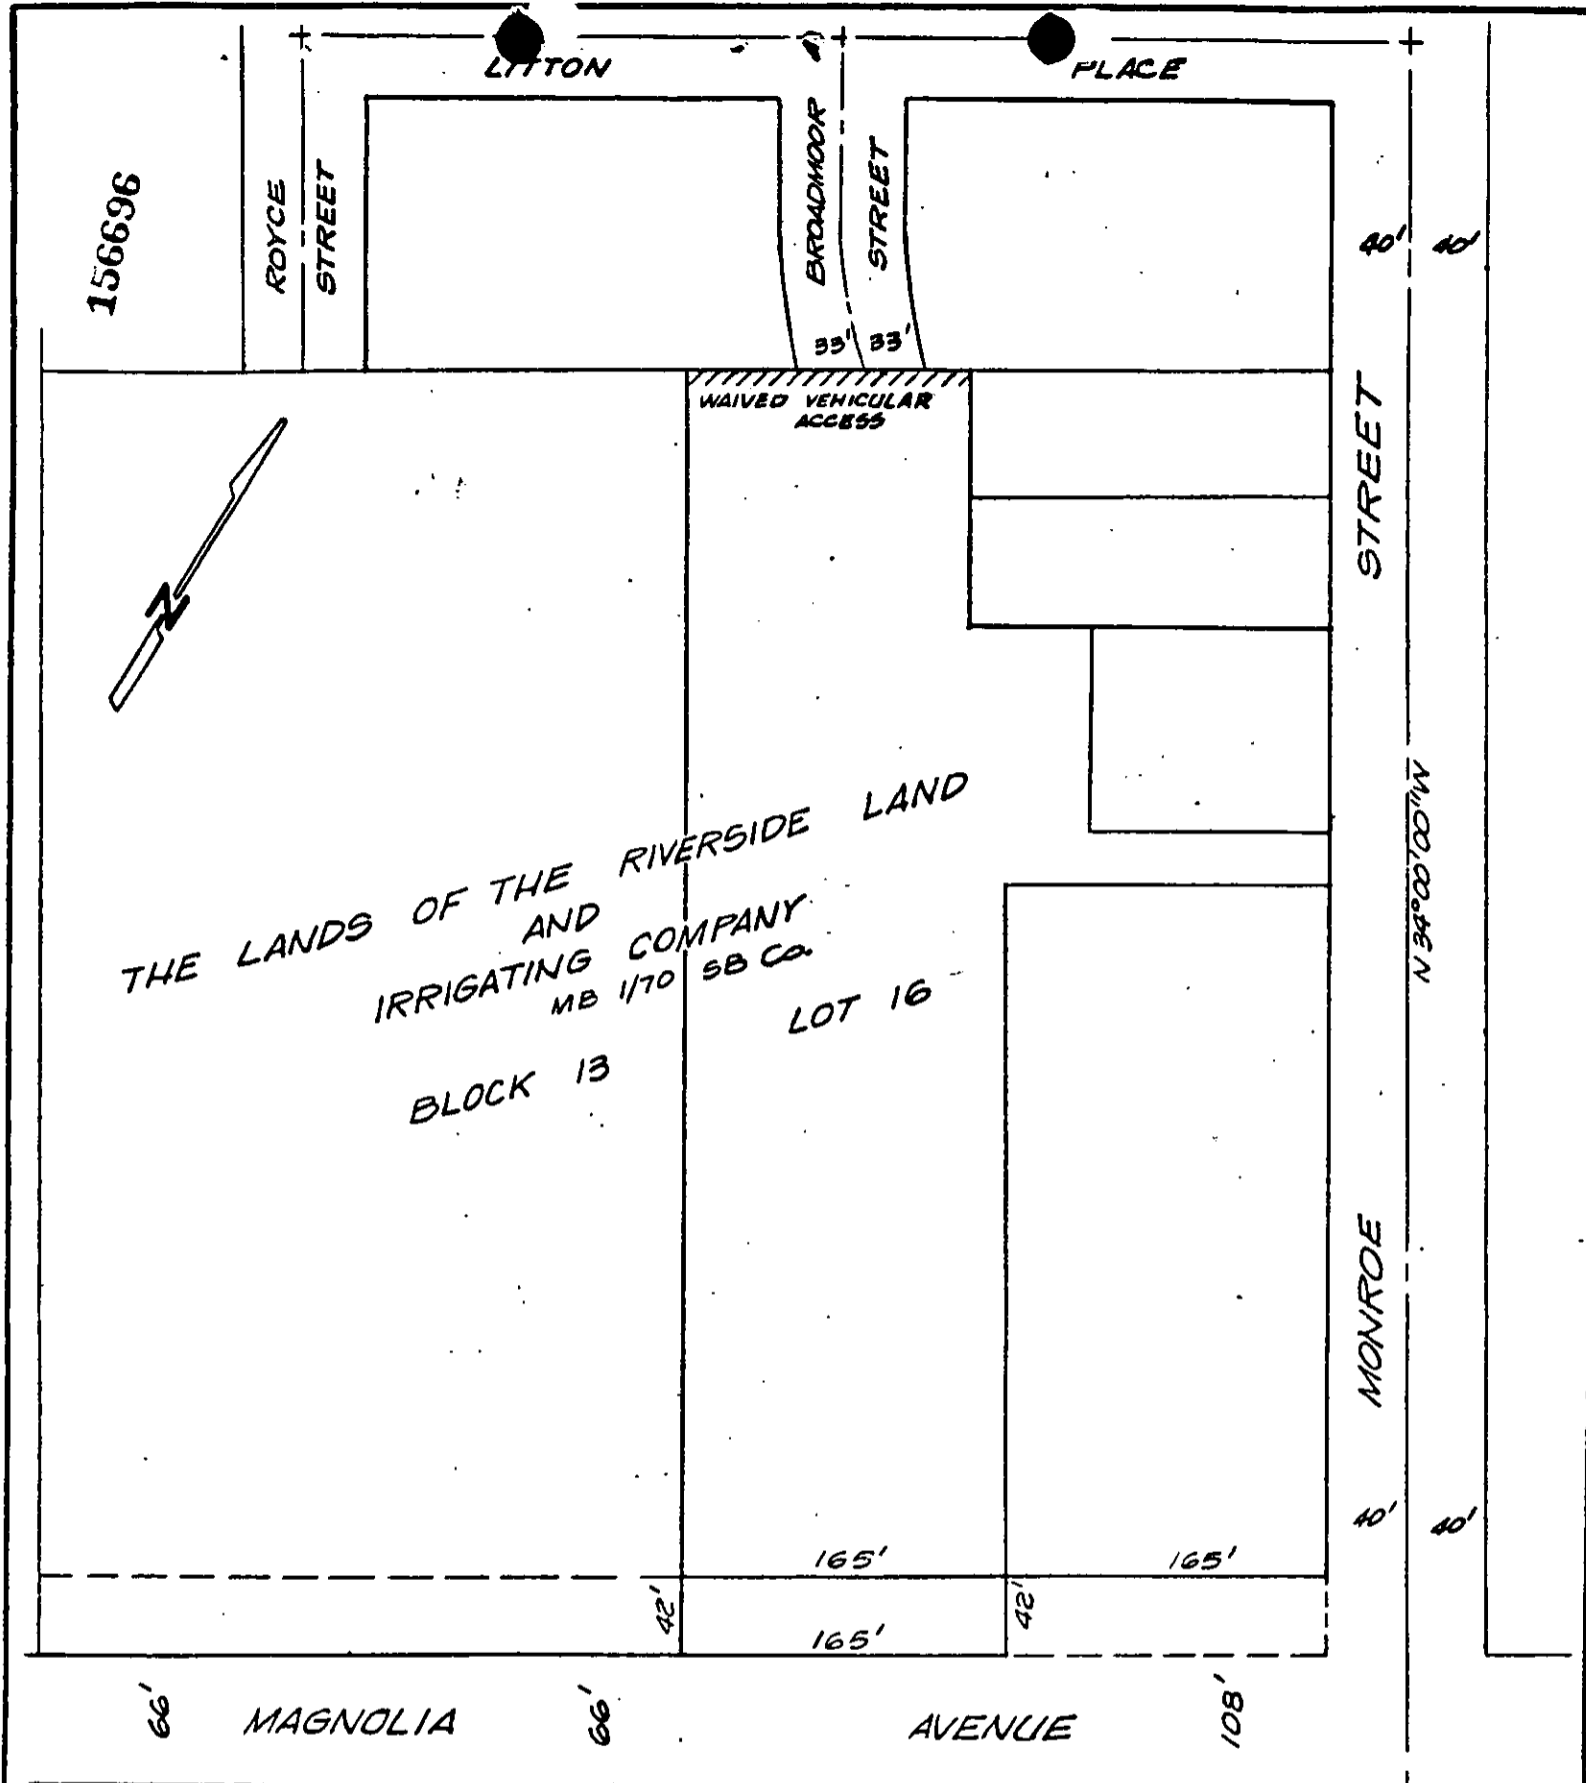 LITTON PLACE
156696
ROYCE STREET
BROADMOOR STREET
33' 33'
40' 40'
WAIVED VEHICULAR
ACCESS
N
STREET
THE LANDS OF THE RIVERSIDE LAND
AND
IRRIGATING COMPANY
MB 1/70 SB Co.
LOT 16
BLOCK 13
N 34°00'00"W
MONROE
40' 40'
165' 165'
42' 42'
165'
66' MAGNOLIA 66' AVENUE 108'